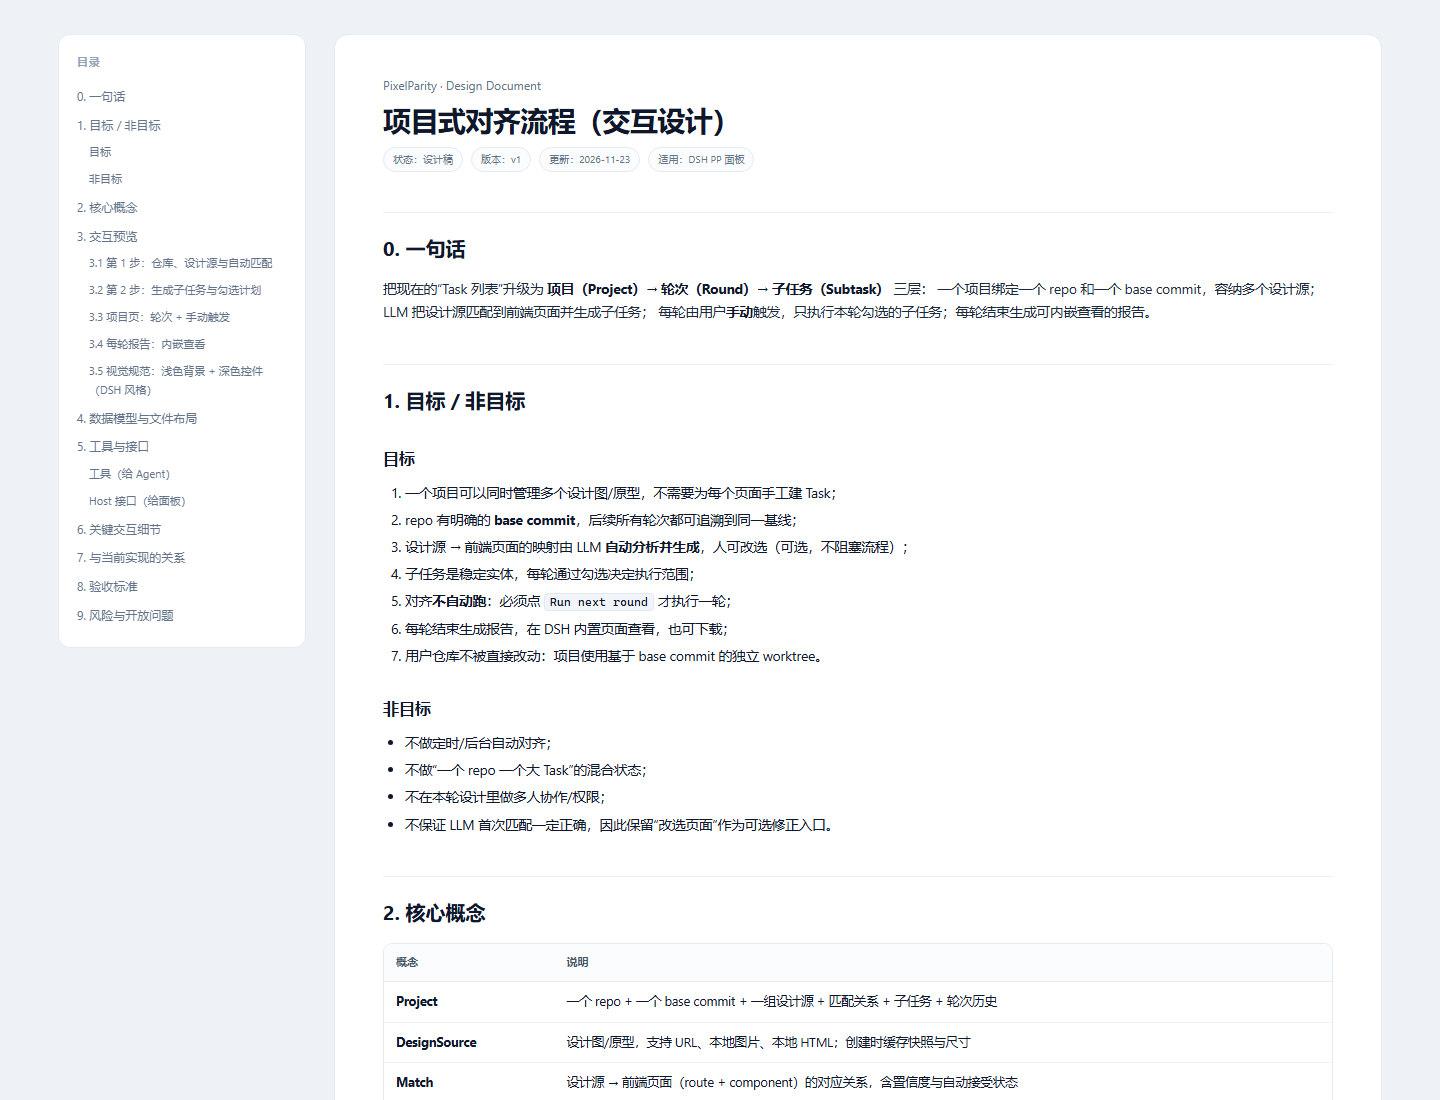 目录
0. 一句话
1. 目标 / 非目标
目标
非目标
2. 核心概念
3. 交互预览
3.1 第 1 步：仓库、设计源与自动匹配
3.2 第 2 步：生成子任务与勾选计划
3.3 项目页：轮次 + 手动触发
3.4 每轮报告：内嵌查看
3.5 视觉规范：浅色背景 + 深色控件
（DSH 风格）
4. 数据模型与文件布局
5. 工具与接口
工具（给 Agent）
Host 接口（给面板）
6. 关键交互细节
7. 与当前实现的关系
8. 验收标准
9. 风险与开放问题
PixelParity · Design Document
项目式对齐流程（交互设计）
状态：设计稿 版本：v1 更新：2026-11-23 适用：DSH PP 面板
0. 一句话
把现在的“Task 列表”升级为 项目（Project）→ 轮次（Round）→ 子任务（Subtask） 三层： 一个项目绑定一个 repo 和一个 base commit，容纳多个设计源；
LLM 把设计源匹配到前端页面并生成子任务； 每轮由用户手动触发，只执行本轮勾选的子任务；每轮结束生成可内嵌查看的报告。
1. 目标 / 非目标
目标
1. 一个项目可以同时管理多个设计图/原型，不需要为每个页面手工建 Task；
2. repo 有明确的 base commit，后续所有轮次都可追溯到同一基线；
3. 设计源 → 前端页面的映射由 LLM 自动分析并生成，人可改选（可选，不阻塞流程）；
4. 子任务是稳定实体，每轮通过勾选决定执行范围；
5. 对齐不自动跑：必须点 Run next round 才执行一轮；
6. 每轮结束生成报告，在 DSH 内置页面查看，也可下载；
7. 用户仓库不被直接改动：项目使用基于 base commit 的独立 worktree。
非目标
• 不做定时/后台自动对齐；
• 不做“一个 repo 一个大 Task”的混合状态；
• 不在本轮设计里做多人协作/权限；
• 不保证 LLM 首次匹配一定正确，因此保留“改选页面”作为可选修正入口。
2. 核心概念
概念 说明
Project 一个 repo + 一个 base commit + 一组设计源 + 匹配关系 + 子任务 + 轮次历史
DesignSource 设计图/原型，支持 URL、本地图片、本地 HTML；创建时缓存快照与尺寸
Match 设计源 → 前端页面（route + component）的对应关系，含置信度与自动接受状态